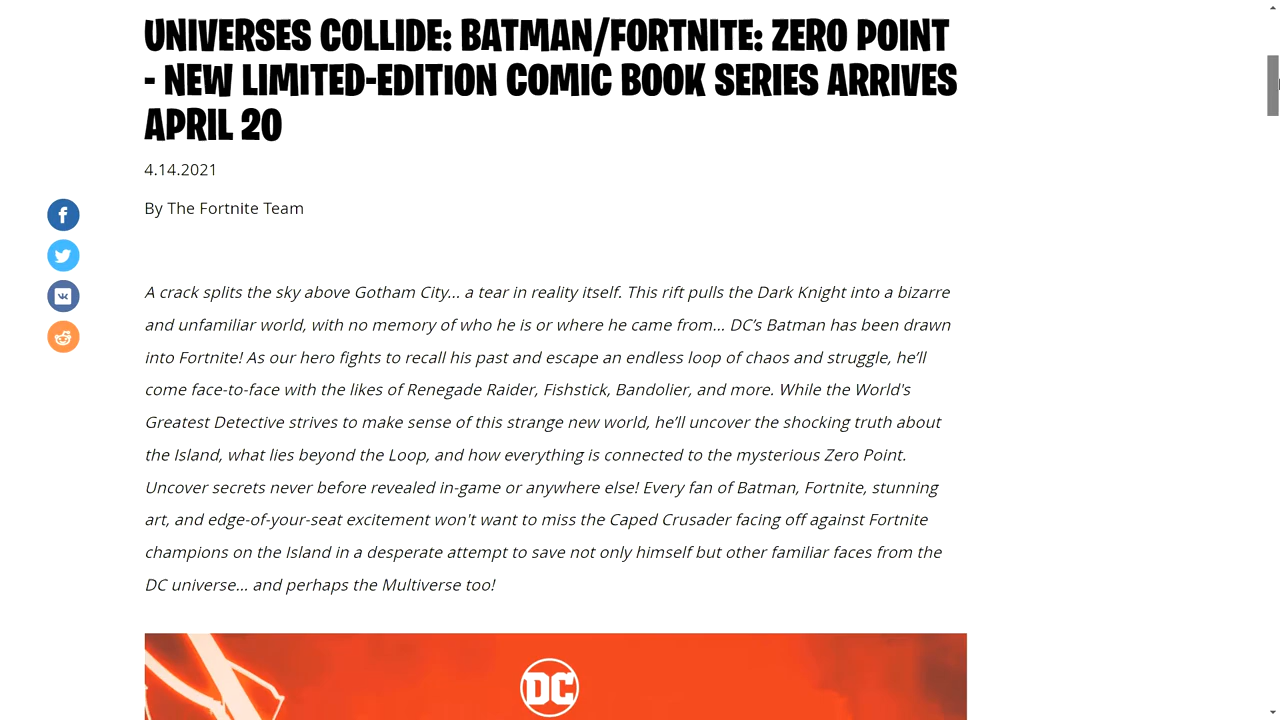 UNIVERSES COLLIDE: BATMAN/FORTNITE: ZERO POINT
- NEW LIMITED-EDITION COMIC BOOK SERIES ARRIVES
APRIL 20
4.14.2021
By The Fortnite Team
A crack splits the sky above Gotham City... a tear in reality itself. This rift pulls the Dark Knight into a bizarre
and unfamiliar world, with no memory of who he is or where he came from... DC’s Batman has been drawn
into Fortnite! As our hero fights to recall his past and escape an endless loop of chaos and struggle, he’ll
come face-to-face with the likes of Renegade Raider, Fishstick, Bandolier, and more. While the World's
Greatest Detective strives to make sense of this strange new world, he’ll uncover the shocking truth about
the Island, what lies beyond the Loop, and how everything is connected to the mysterious Zero Point.
Uncover secrets never before revealed in-game or anywhere else! Every fan of Batman, Fortnite, stunning
art, and edge-of-your-seat excitement won't want to miss the Caped Crusader facing off against Fortnite
champions on the Island in a desperate attempt to save not only himself but other familiar faces from the
DC universe... and perhaps the Multiverse too!
DC